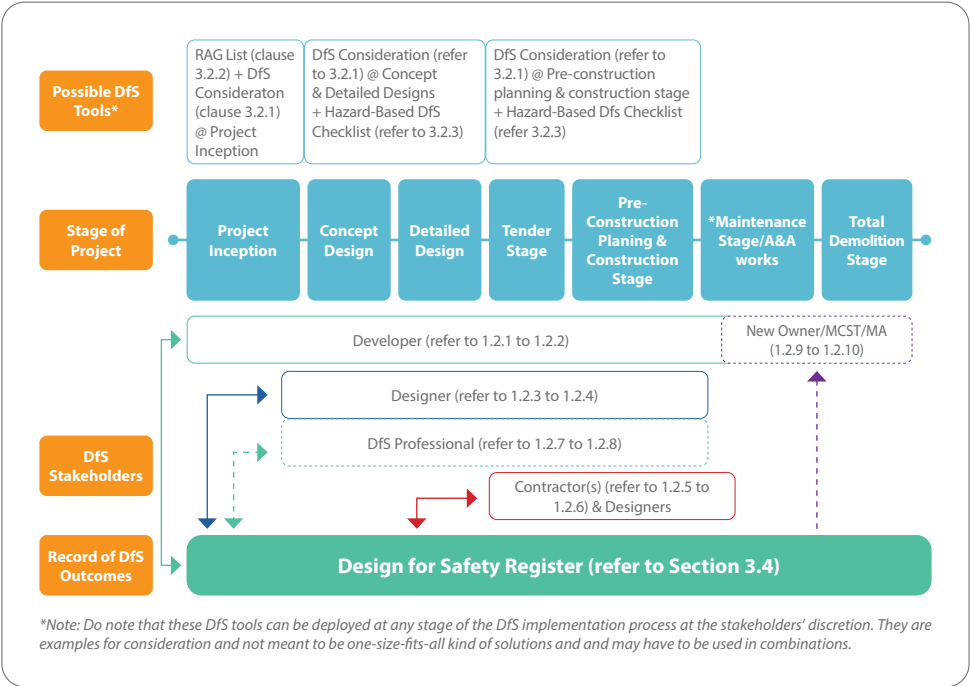 Possible DfS
Tools*
RAG List (clause
3.2.2) + DfS
Consideraton
(clause 3.2.1)
@ Project
Inception
DfS Consideration (refer
to 3.2.1) @ Concept
& Detailed Designs
+ Hazard-Based DfS
Checklist (refer to 3.2.3)
DfS Consideration (refer to
3.2.1) @ Pre-construction
planning & construction stage
+ Hazard-Based Dfs Checklist
(refer 3.2.3)
Stage of
Project
Project
Inception
Concept
Design
Detailed
Design
Tender
Stage
Pre-
Construction
Planing &
Construction
Stage
*Maintenance
Stage/A&A
works
Total
Demolition
Stage
DfS
Stakeholders
Developer (refer to 1.2.1 to 1.2.2)
New Owner/MCST/MA
(1.2.9 to 1.2.10)
Designer (refer to 1.2.3 to 1.2.4)
DfS Professional (refer to 1.2.7 to 1.2.8)
Contractor(s) (refer to 1.2.5 to
1.2.6) & Designers
Record of DfS
Outcomes
Design for Safety Register (refer to Section 3.4)
*Note: Do note that these DfS tools can be deployed at any stage of the DfS implementation process at the stakeholders' discretion. They are
examples for consideration and not meant to be one-size-fits-all kind of solutions and and may have to be used in combinations.